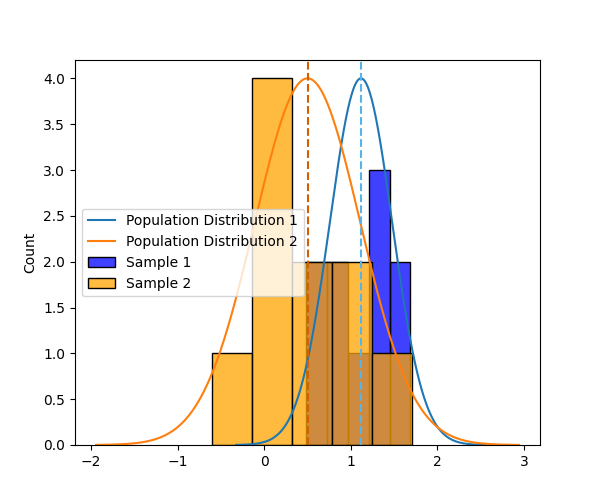 4.0
3.5
3.0
2.5
2.0
1.5
1.0
0.5
0.0
Count
Population Distribution 1
Population Distribution 2
Sample 1
Sample 2
−2 −1 0 1 2 3